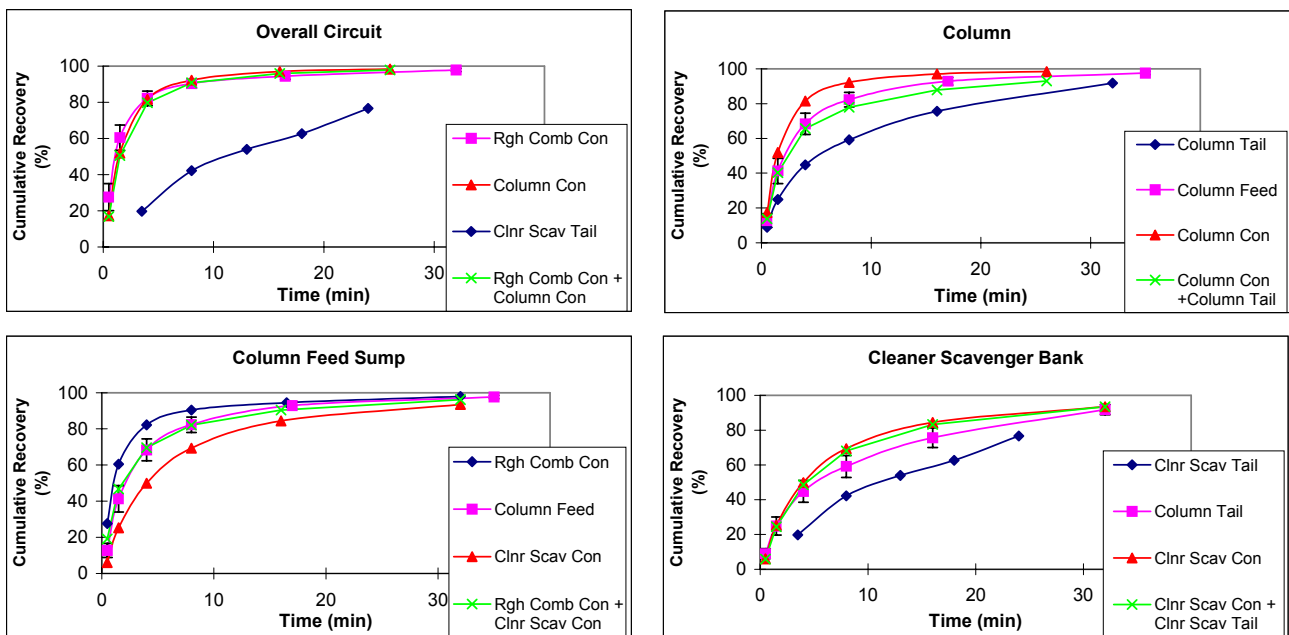 Overall Circuit
Cumulative Recovery
(%)
100
80
60
40
20
0
0
10
20
30
Time (min)
Rgh Comb Con
Column Con
Clnr Scav Tail
Rgh Comb Con +
Column Con
Column
Cumulative Recovery
(%)
100
80
60
40
20
0
0
10
20
30
Time (min)
Column Tail
Column Feed
Column Con
Column Con
+Column Tail
Column Feed Sump
Cumulative Recovery
(%)
100
80
60
40
20
0
0
10
20
30
Time (min)
Rgh Comb Con
Column Feed
Clnr Scav Con
Rgh Comb Con +
Clnr Scav Con
Cleaner Scavenger Bank
Cumulative Recovery
(%)
100
80
60
40
20
0
0
10
20
30
Time (min)
Clnr Scav Tail
Column Tail
Clnr Scav Con
Clnr Scav Con +
Clnr Scav Tail